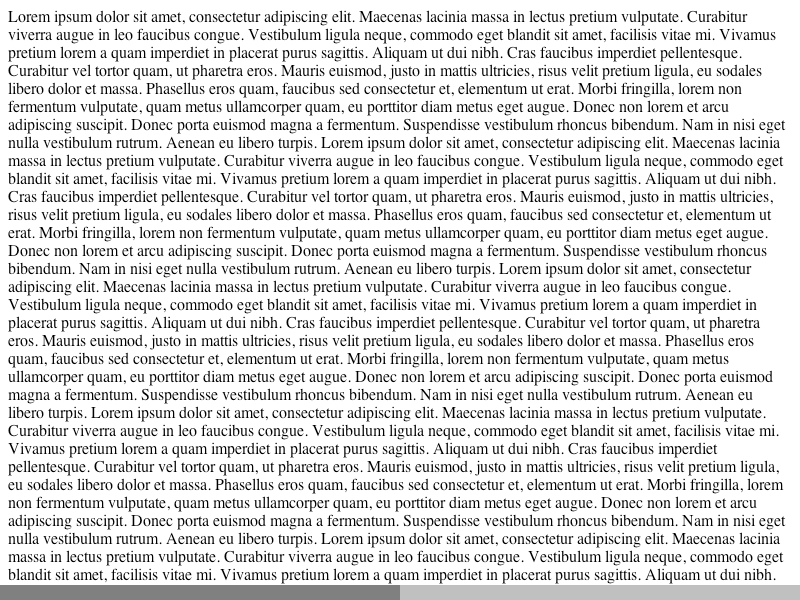 Lorem ipsum dolor sit amet, consectetur adipiscing elit. Maecenas lacinia massa in lectus pretium vulputate. Curabitur
viverra augue in leo faucibus congue. Vestibulum ligula neque, commodo eget blandit sit amet, facilisis vitae mi. Vivamus
pretium lorem a quam imperdiet in placerat purus sagittis. Aliquam ut dui nibh. Cras faucibus imperdiet pellentesque.
Curabitur vel tortor quam, ut pharetra eros. Mauris euismod, justo in mattis ultricies, risus velit pretium ligula, eu sodales
libero dolor et massa. Phasellus eros quam, faucibus sed consectetur et, elementum ut erat. Morbi fringilla, lorem non
fermentum vulputate, quam metus ullamcorper quam, eu porttitor diam metus eget augue. Donec non lorem et arcu
adipiscing suscipit. Donec porta euismod magna a fermentum. Suspendisse vestibulum rhoncus bibendum. Nam in nisi eget
nulla vestibulum rutrum. Aenean eu libero turpis. Lorem ipsum dolor sit amet, consectetur adipiscing elit. Maecenas lacinia
massa in lectus pretium vulputate. Curabitur viverra augue in leo faucibus congue. Vestibulum ligula neque, commodo eget
blandit sit amet, facilisis vitae mi. Vivamus pretium lorem a quam imperdiet in placerat purus sagittis. Aliquam ut dui nibh.
Cras faucibus imperdiet pellentesque. Curabitur vel tortor quam, ut pharetra eros. Mauris euismod, justo in mattis ultricies,
risus velit pretium ligula, eu sodales libero dolor et massa. Phasellus eros quam, faucibus sed consectetur et, elementum ut
erat. Morbi fringilla, lorem non fermentum vulputate, quam metus ullamcorper quam, eu porttitor diam metus eget augue.
Donec non lorem et arcu adipiscing suscipit. Donec porta euismod magna a fermentum. Suspendisse vestibulum rhoncus
bibendum. Nam in nisi eget nulla vestibulum rutrum. Aenean eu libero turpis. Lorem ipsum dolor sit amet, consectetur
adipiscing elit. Maecenas lacinia massa in lectus pretium vulputate. Curabitur viverra augue in leo faucibus congue.
Vestibulum ligula neque, commodo eget blandit sit amet, facilisis vitae mi. Vivamus pretium lorem a quam imperdiet in
placerat purus sagittis. Aliquam ut dui nibh. Cras faucibus imperdiet pellentesque. Curabitur vel tortor quam, ut pharetra
eros. Mauris euismod, justo in mattis ultricies, risus velit pretium ligula, eu sodales libero dolor et massa. Phasellus eros
quam, faucibus sed consectetur et, elementum ut erat. Morbi fringilla, lorem non fermentum vulputate, quam metus
ullamcorper quam, eu porttitor diam metus eget augue. Donec non lorem et arcu adipiscing suscipit. Donec porta euismod
magna a fermentum. Suspendisse vestibulum rhoncus bibendum. Nam in nisi eget nulla vestibulum rutrum. Aenean eu
libero turpis. Lorem ipsum dolor sit amet, consectetur adipiscing elit. Maecenas lacinia massa in lectus pretium vulputate.
Curabitur viverra augue in leo faucibus congue. Vestibulum ligula neque, commodo eget blandit sit amet, facilisis vitae mi.
Vivamus pretium lorem a quam imperdiet in placerat purus sagittis. Aliquam ut dui nibh. Cras faucibus imperdiet
pellentesque. Curabitur vel tortor quam, ut pharetra eros. Mauris euismod, justo in mattis ultricies, risus velit pretium ligula,
eu sodales libero dolor et massa. Phasellus eros quam, faucibus sed consectetur et, elementum ut erat. Morbi fringilla, lorem
non fermentum vulputate, quam metus ullamcorper quam, eu porttitor diam metus eget augue. Donec non lorem et arcu
adipiscing suscipit. Donec porta euismod magna a fermentum. Suspendisse vestibulum rhoncus bibendum. Nam in nisi eget
nulla vestibulum rutrum. Aenean eu libero turpis. Lorem ipsum dolor sit amet, consectetur adipiscing elit. Maecenas lacinia
massa in lectus pretium vulputate. Curabitur viverra augue in leo faucibus congue. Vestibulum ligula neque, commodo eget
blandit sit amet, facilisis vitae mi. Vivamus pretium lorem a quam imperdiet in placerat purus sagittis. Aliquam ut dui nibh.